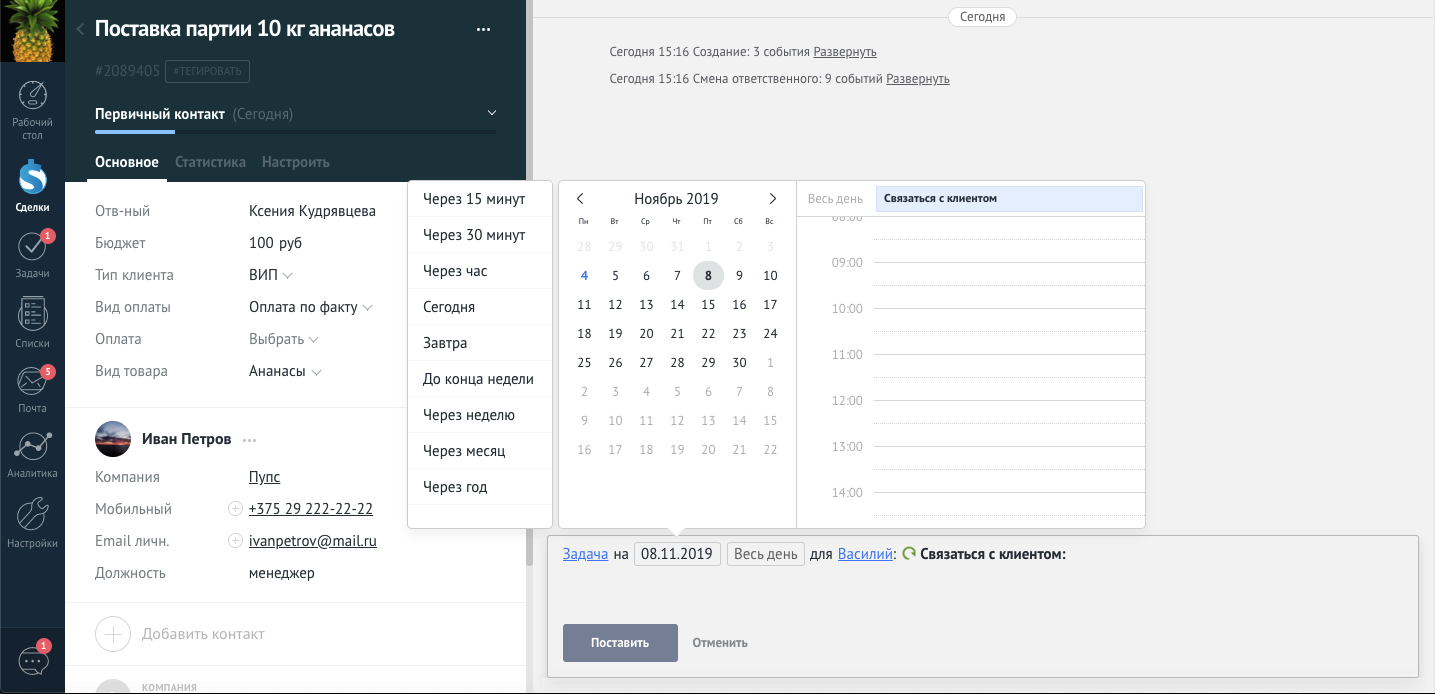 Рабочий
стол
Сделки
1
Задачи
Списки
5
Почта
Аналитика
Настройки
1
Поставка партии 10 кг ананасов
#2089405 #ТЕГИРОВАТЬ
Первичный контакт (Сегодня)
Основное Статистика Настроить
Отв-ный Ксения Кудрявцева
Бюджет 100 руб
Тип клиента ВИП
Вид оплаты Оплата по факту
Оплата Выбрать
Вид товара Ананасы
Иван Петров
Компания Пупс
Мобильный +375 29 222-22-22
Email личн. ivanpetrov@mail.ru
Должность менеджер
Добавить контакт
КОМПАНИЯ
Сегодня
Сегодня 15:16 Создание: 3 события Развернуть
Сегодня 15:16 Смена ответственного: 9 событий Развернуть
Через 15 минут
Через 30 минут
Через час
Сегодня
Завтра
До конца недели
Через неделю
Через месяц
Через год
Ноябрь 2019
Пн Вт Ср Чт Пт Сб Вс
28 29 30 31 1 2 3
4 5 6 7 8 9 10
11 12 13 14 15 16 17
18 19 20 21 22 23 24
25 26 27 28 29 30 1
2 3 4 5 6 7 8
9 10 11 12 13 14 15
16 17 18 19 20 21 22
Весь день Связаться с клиентом
08:00
09:00
10:00
11:00
12:00
13:00
14:00
Задача на 08.11.2019 Весь день для Василий: Связаться с клиентом:
Поставить Отменить